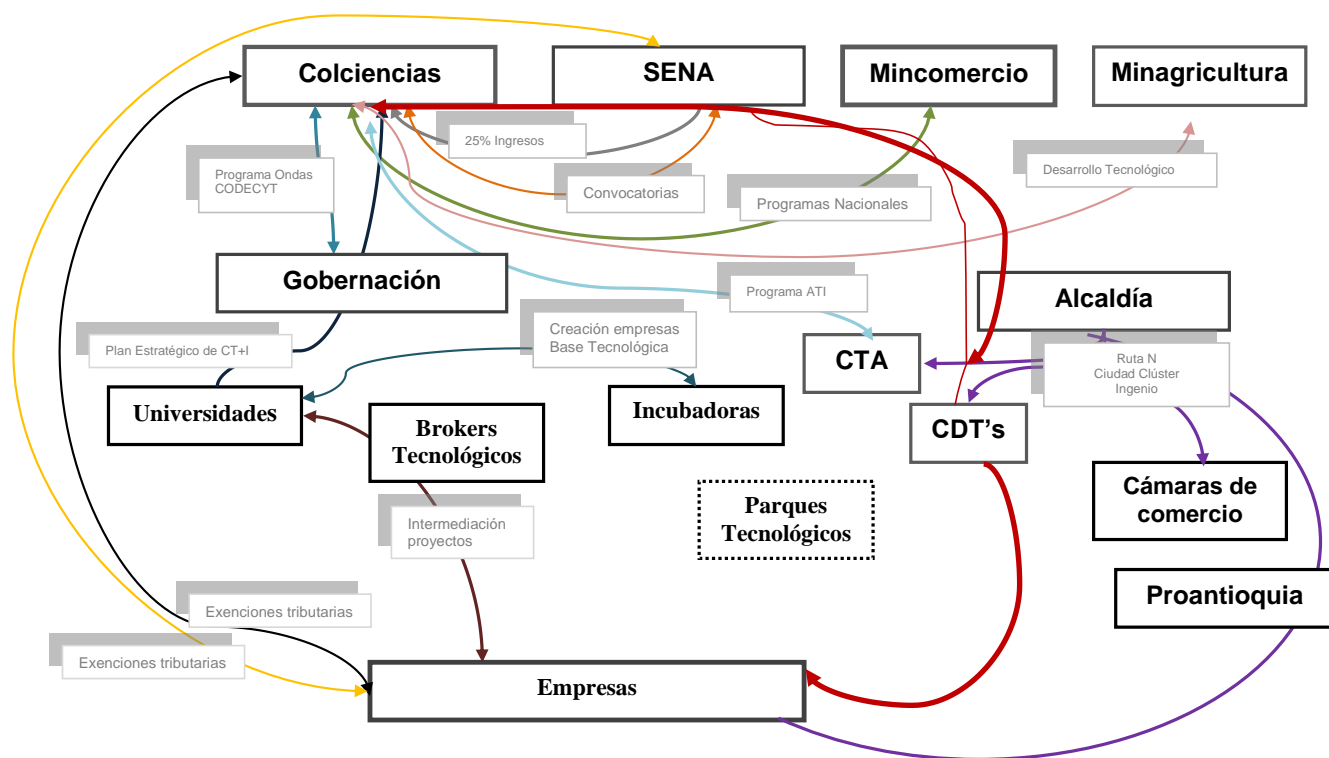 Colciencias
SENA
Mincomercio
Minagricultura
25% Ingresos
Programa Ondas
CODECYT
Convocatorias
Programas Nacionales
Desarrollo Tecnológico
Gobernación
Programa ATI
Alcaldía
Plan Estratégico de CT+I
Creación empresas
Base Tecnológica
CTA
Ruta N
Ciudad Clúster
Ingenio
Universidades
Brokers
Tecnológicos
Incubadoras
CDT's
Cámaras de
comercio
Parques
Tecnológicos
Intermediación
proyectos
Proantioquia
Exenciones tributarias
Exenciones tributarias
Empresas